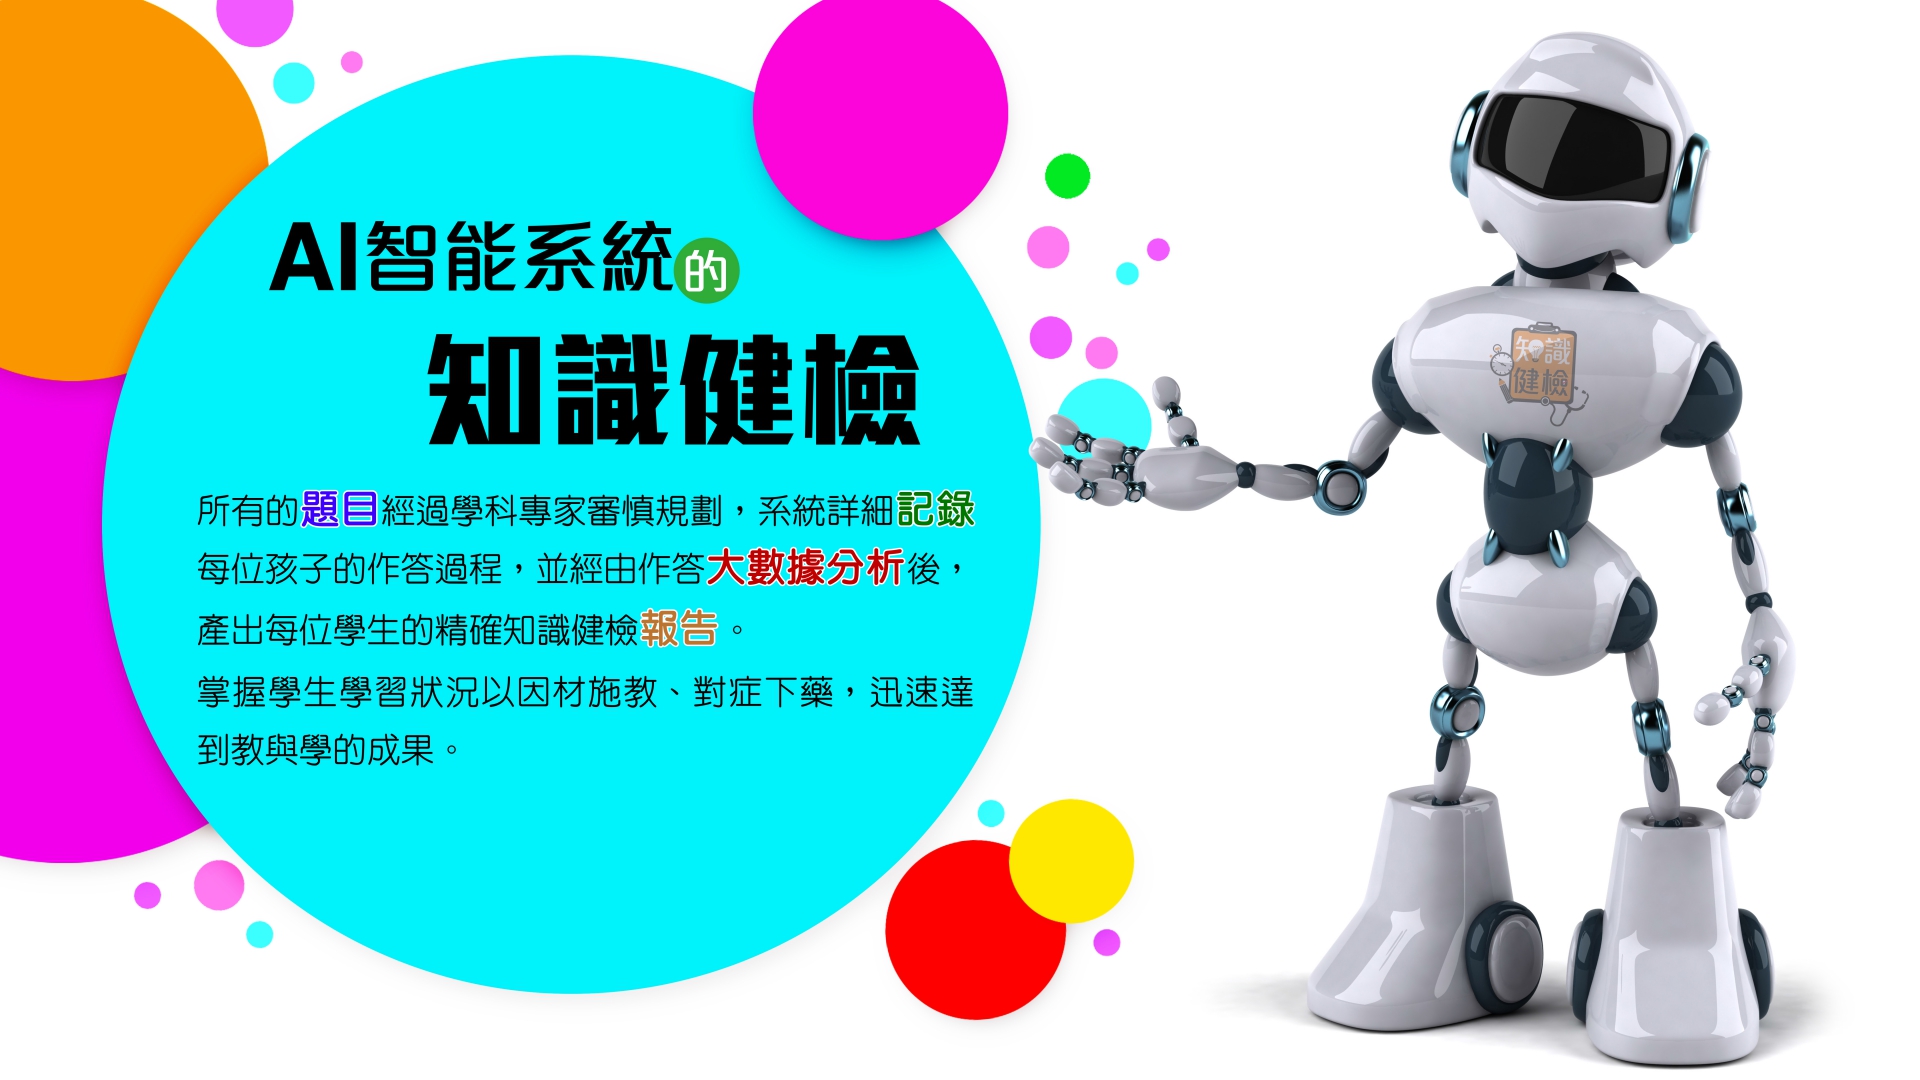 AI智能系統的
知識健檢
所有的題目經過學科專家審慎規劃，系統詳細記錄
每位孩子的作答過程，並經由作答大數據分析後，
產出每位學生的精確知識健檢報告。
掌握學生學習狀況以因材施教、對症下藥，迅速達
到教與學的成果。
知識
健檢